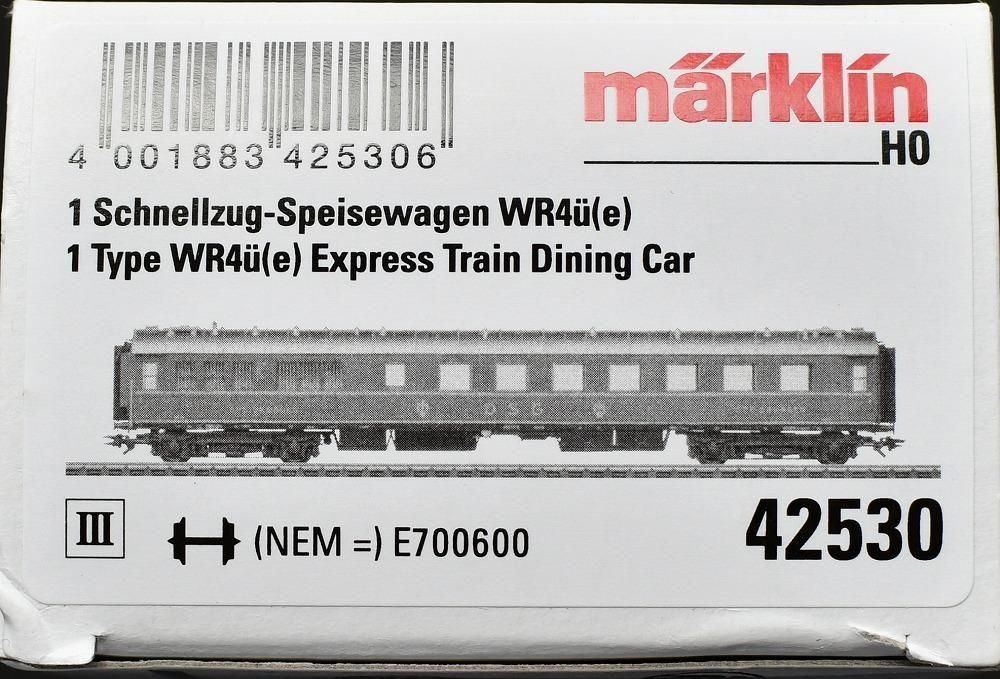 märklin
H0
4 001883 425306
1 Schnellzug-Speisewagen WR4ü(e)
1 Type WR4ü(e) Express Train Dining Car
DSG
III
(NEM =) E700600
42530